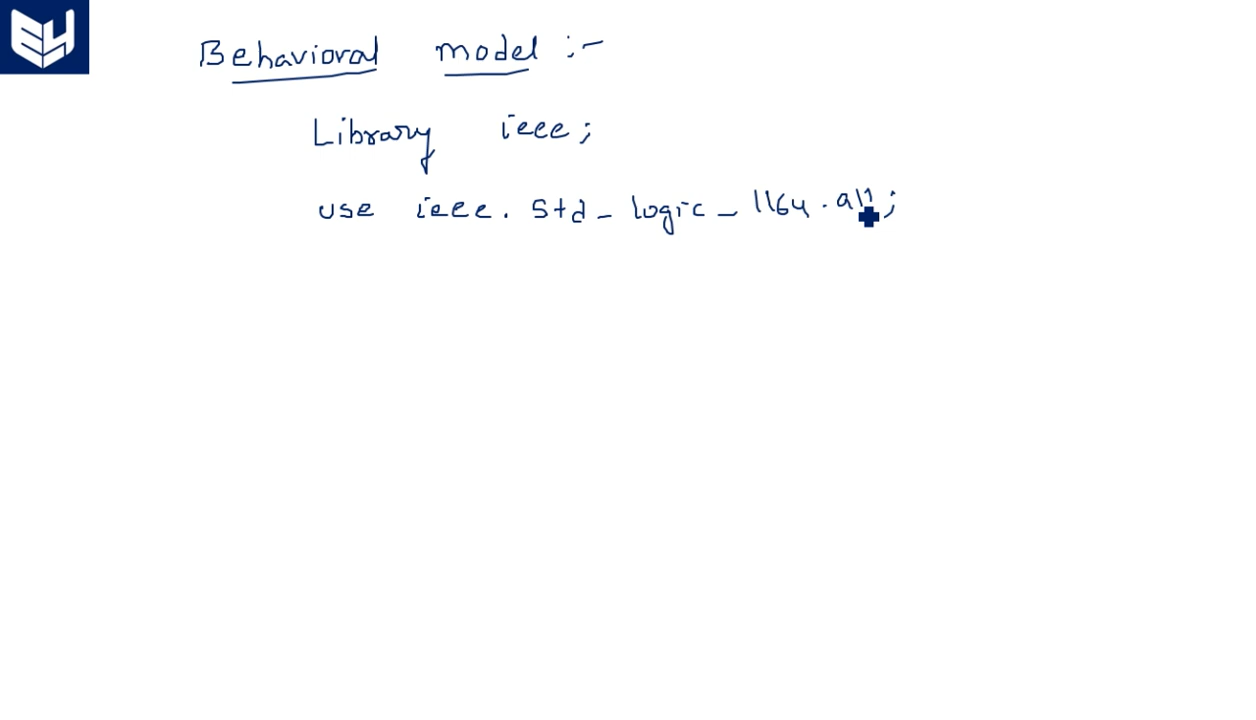 Behavioral model :-
Library ieee;
use ieee. std_logic_1164.all;